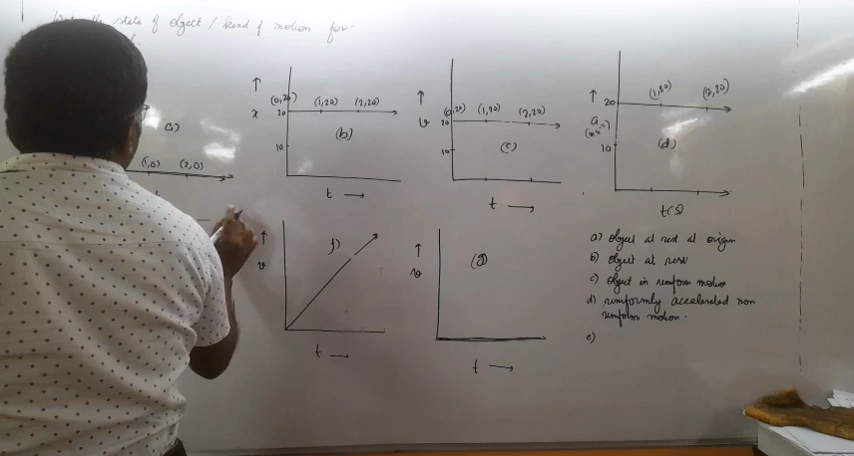 the state of object / kind of motion for
a)
(1,0) (2,0)
↑ x
(0,20) (1,20) (2,20)
20
(b)
10
t →
↑ v
(0,20) (1,20) (2,20)
20
(c)
10
t →
↑ a
20
(1,20) (2,20)
10
(d)
t(s)
↑ v
f)
t →
↑ v
(g)
t →
a) object at rest at origin
b) object at rest
c) object in uniform motion
d) uniformly accelerated non
uniform motion.
e)